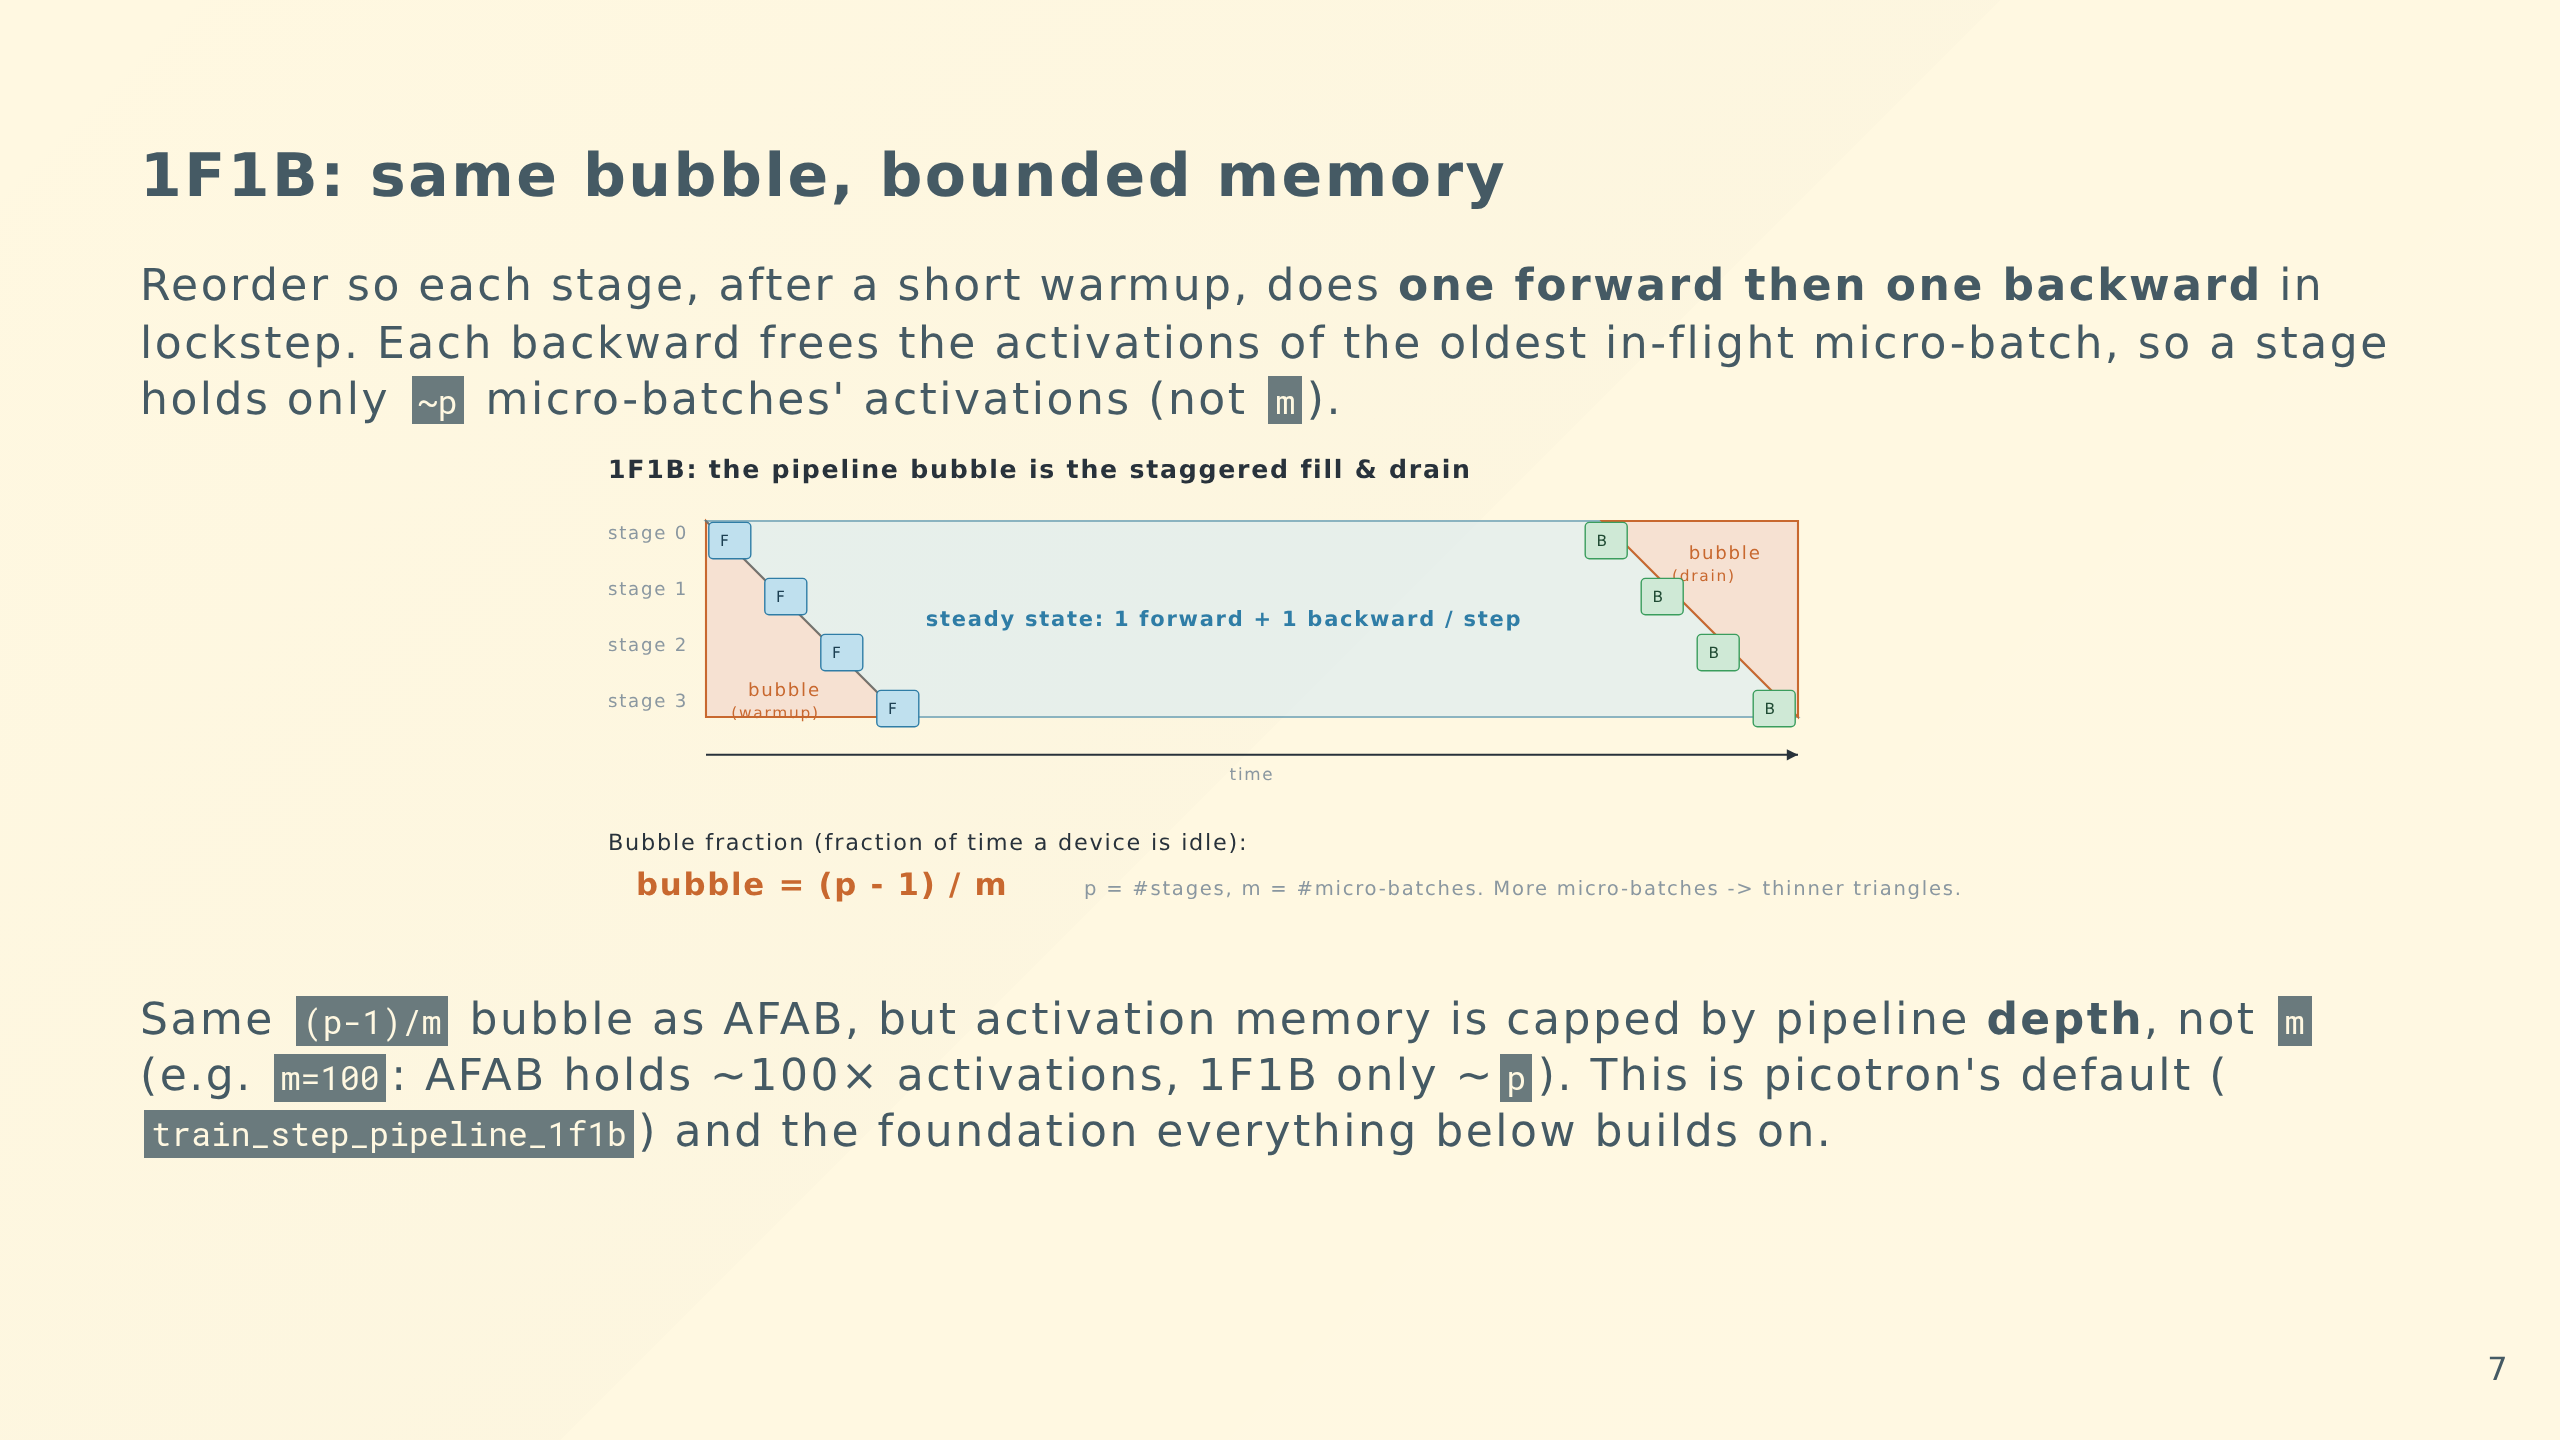 1F1B: same bubble, bounded memory
Reorder so each stage, after a short warmup, does one forward then one backward in
lockstep. Each backward frees the activations of the oldest in-flight micro-batch, so a stage
holds only ~p micro-batches' activations (not m).
1F1B: the pipeline bubble is the staggered fill & drain
stage 0
F
B
bubble
(drain)
stage 1
F
B
steady state: 1 forward + 1 backward / step
stage 2
F
B
bubble
(warmup)
stage 3
F
B
time
Bubble fraction (fraction of time a device is idle):
bubble = (p - 1) / m
p = #stages, m = #micro-batches. More micro-batches -> thinner triangles.
Same (p-1)/m bubble as AFAB, but activation memory is capped by pipeline depth, not m
(e.g. m=100: AFAB holds ~100× activations, 1F1B only ~p). This is picotron's default (
train_step_pipeline_1f1b) and the foundation everything below builds on.
7